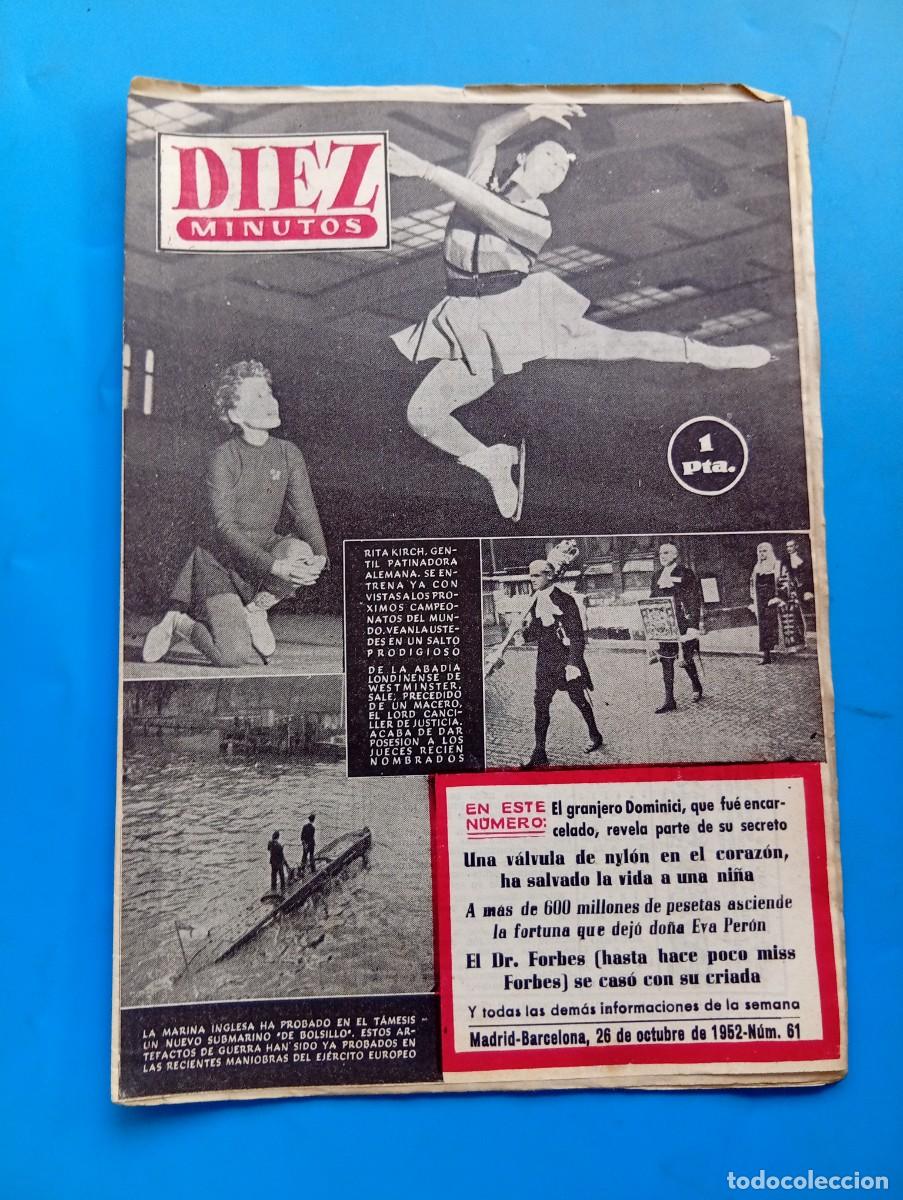 DIEZ
MINUTOS
1
Pta.
RITA KIRCH, GEN-
TIL PATINADORA
ALEMANA. SE EN-
TRENA YA CON
VISTAS A LOS PRO-
XIMOS CAMPEO-
NATOS DEL MUN-
DO. VEANLA USTE-
DES EN UN SALTO
PRODIGIOSO
DE LA ABADIA
LONDINENSE DE
WESTMINSTER,
SALE, PRECEDIDO
DE UN MACERO,
EL LORD CANCI-
LLER DE JUSTICIA.
ACABA DE DAR
POSESION A LOS
JUECES RECIEN
NOMBRADOS
EN ESTE
NÚMERO:
El granjero Dominici, que fué encar-
celado, revela parte de su secreto
Una válvula de nylón en el corazón,
ha salvado la vida a una niña
A mas de 600 millones de pesetas asciende
la fortuna que dejó doña Eva Perón
El Dr. Forbes (hasta hace poco miss
Forbes) se casó con su criada
Y todas las demás informaciones de la semana
Madrid-Barcelona, 26 de octubre de 1952-Núm. 61
LA MARINA INGLESA HA PROBADO EN EL TÁMESIS
UN NUEVO SUBMARINO "DE BOLSILLO". ESTOS AR-
TEFACTOS DE GUERRA HAN SIDO YA PROBADOS EN
LAS RECIENTES MANIOBRAS DEL EJÉRCITO EUROPEO
todocoleccion